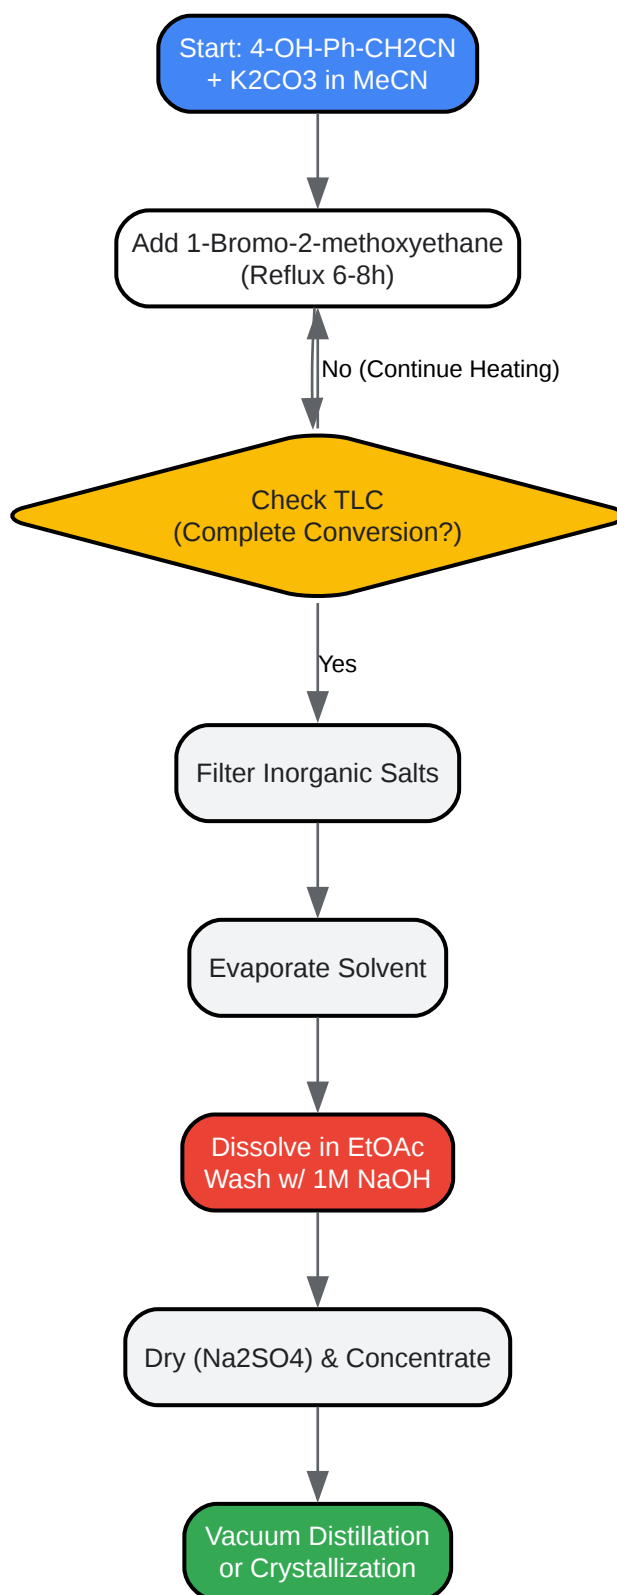 Start: 4-OH-Ph-CH2CN
+ K2CO3 in MeCN
Add 1-Bromo-2-methoxyethane
(Reflux 6-8h)
No (Continue Heating)
Check TLC
(Complete Conversion?)
Yes
Filter Inorganic Salts
Evaporate Solvent
Dissolve in EtOAc
Wash w/ 1M NaOH
Dry (Na2SO4) & Concentrate
Vacuum Distillation
or Crystallization